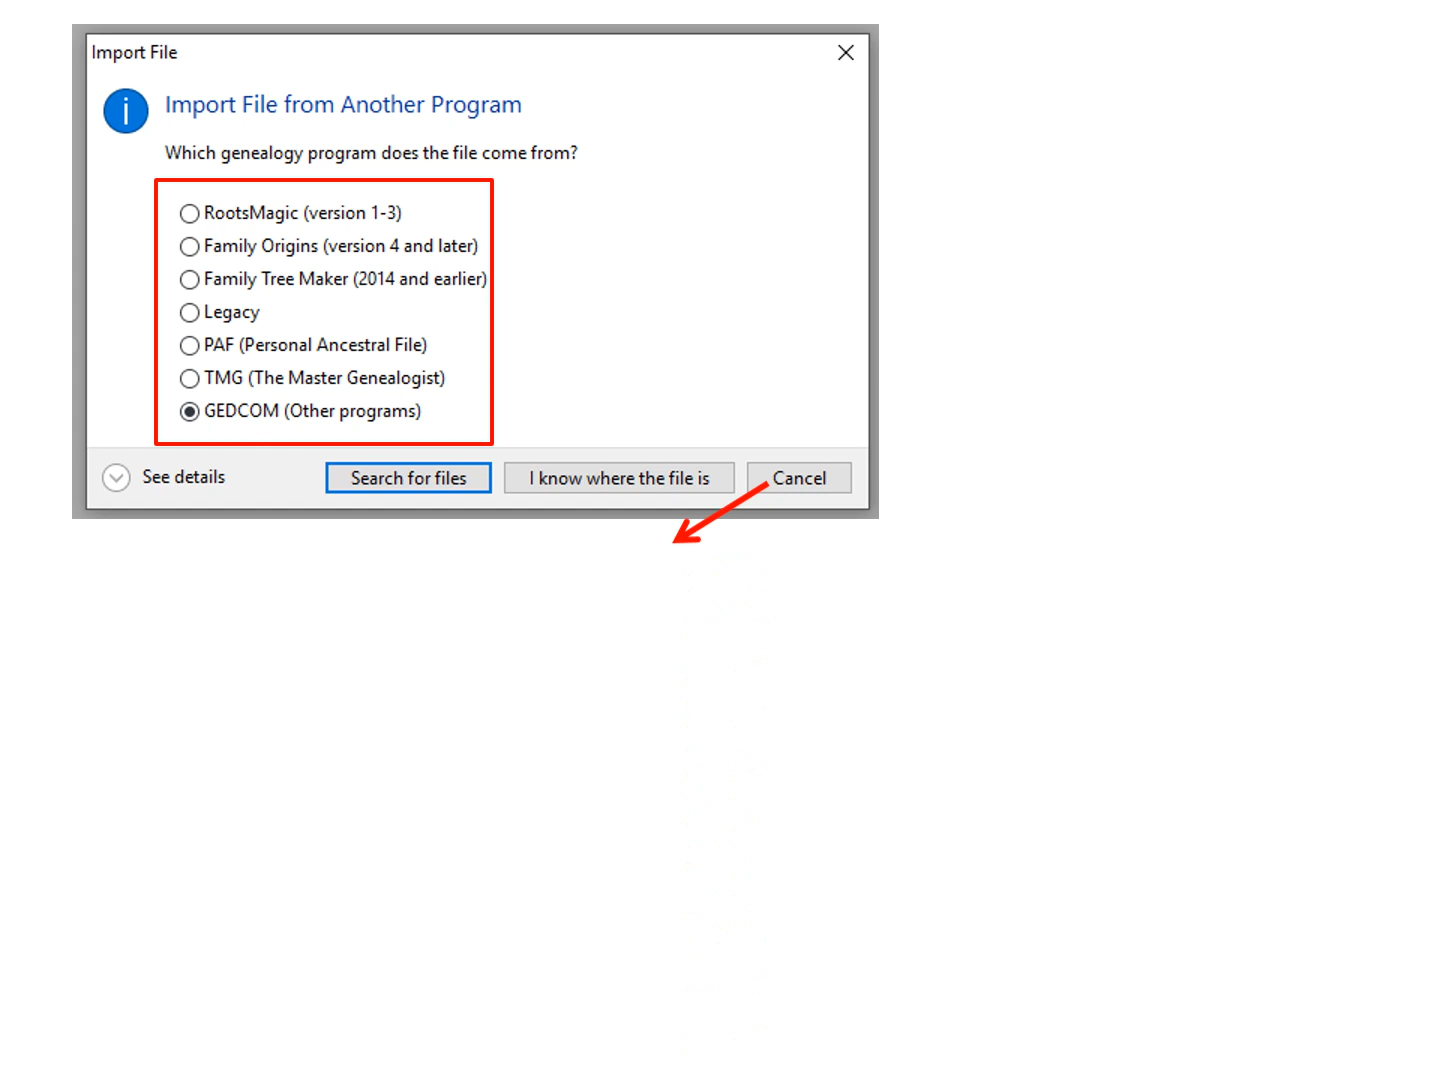 Import File
Import File from Another Program
Which genealogy program does the file come from?
RootsMagic (version 1-3)
Family Origins (version 4 and later)
Family Tree Maker (2014 and earlier)
Legacy
PAF (Personal Ancestral File)
TMG (The Master Genealogist)
GEDCOM (Other programs)
See details
Search for files
I know where the file is
Cancel